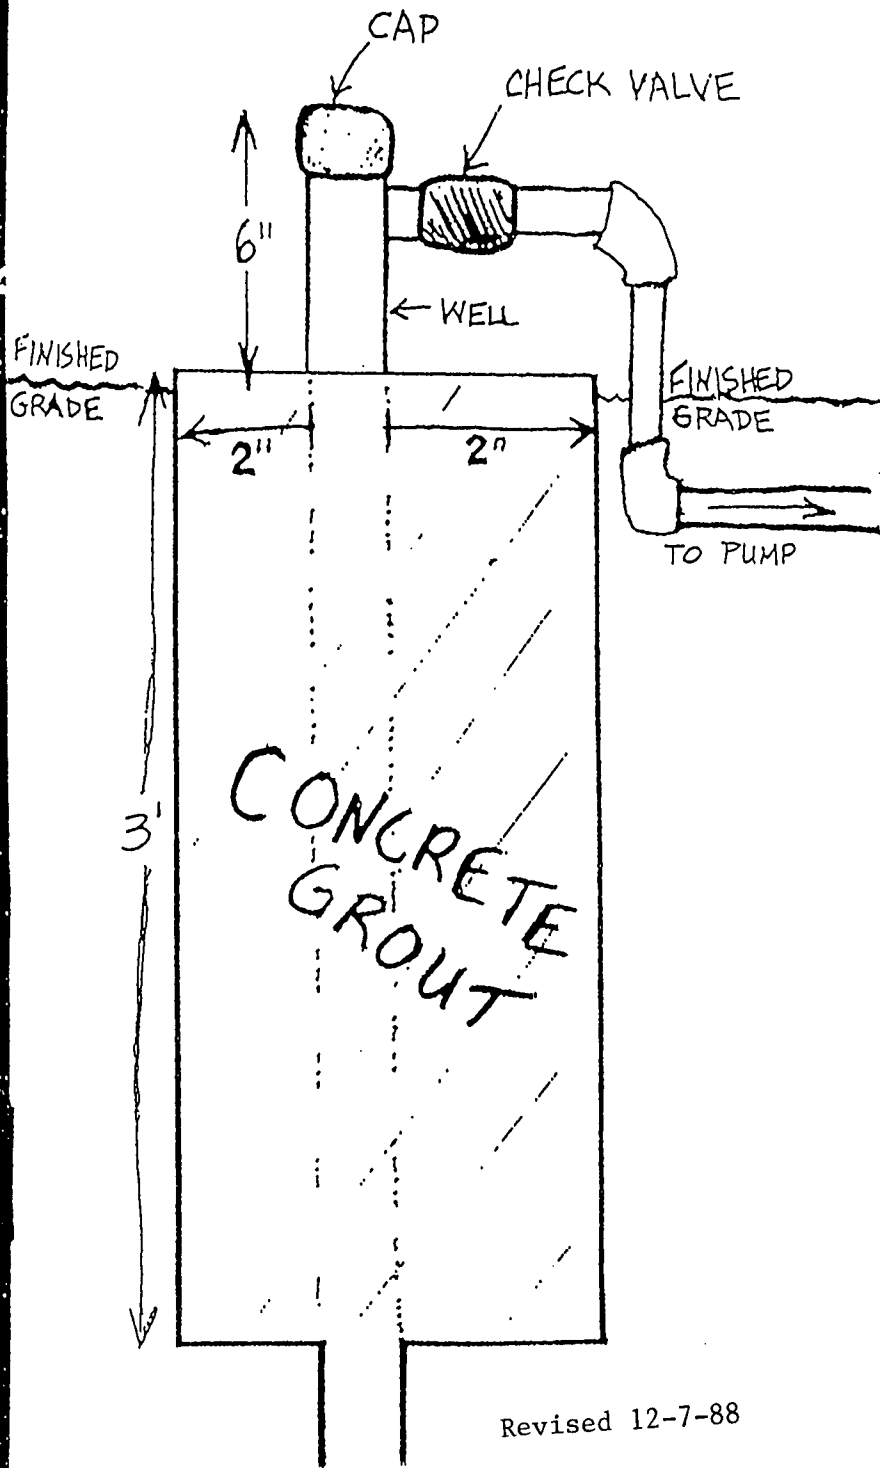 CAP
CHECK VALVE
6"
WELL
FINISHED
GRADE
FINISHED
GRADE
2"
2"
TO PUMP
3'
CONCRETE
GROUT
Revised 12-7-88